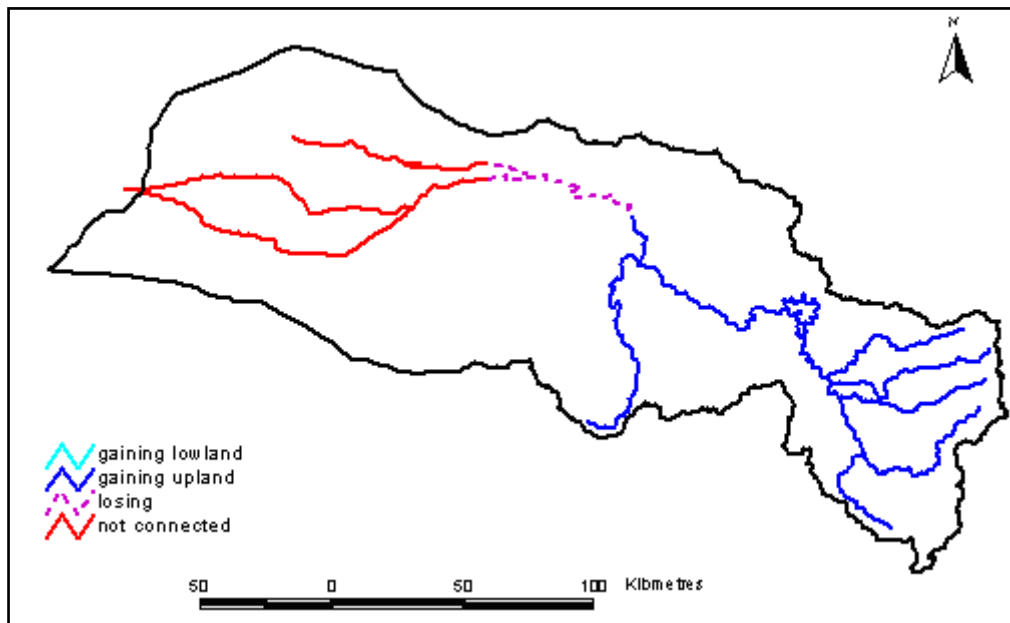 N
gaining lowland
gaining upland
losing
not connected
50 0 50 100 Kilometres